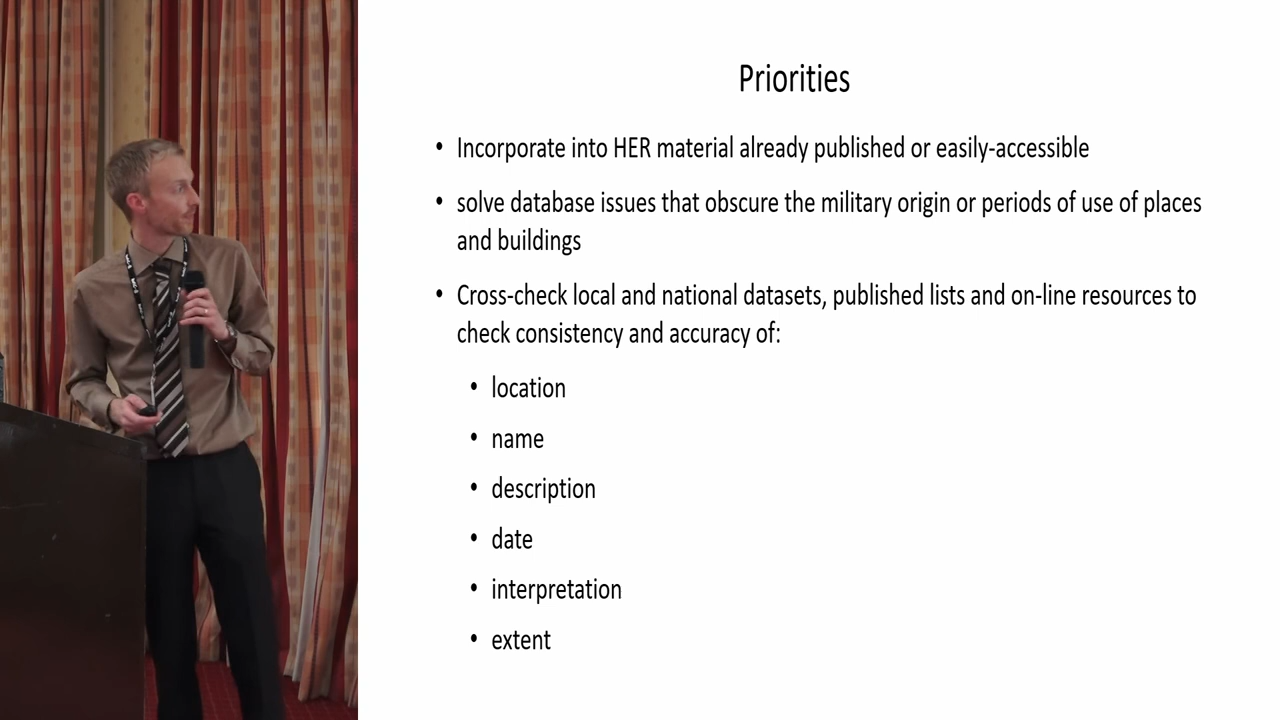 Priorities
• Incorporate into HER material already published or easily-accessible
• solve database issues that obscure the military origin or periods of use of places
and buildings
• Cross-check local and national datasets, published lists and on-line resources to
check consistency and accuracy of:
• location
• name
• description
• date
• interpretation
• extent